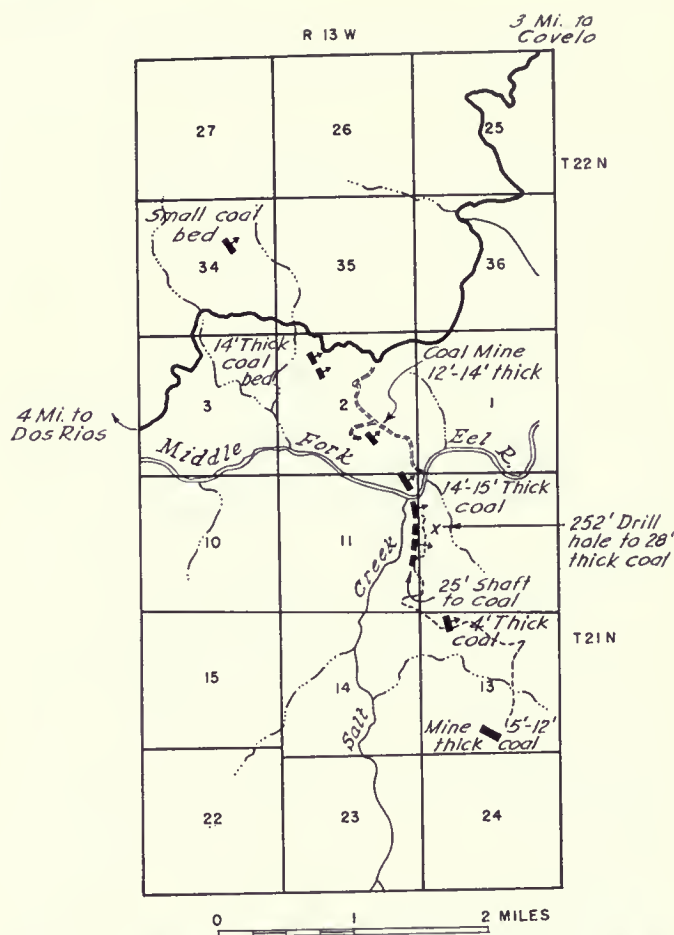 3 Mi. to
Covelo
R 13 W
27
26
25
T 22 N
Small coal
bed
34
35
36
14' Thick
coal
bed
Coal Mine
12'-14' thick
3
2
1
4 Mi. to
Dos Rios
Middle Fork Eel R.
14'-15' Thick
coal
10
11
X
252' Drill
hole to 28'
thick coal
Creek
25' Shaft
to coal
4' Thick
coal
T 21 N
15
14
13
Salt
Mine '5'-12'
thick coal
22
23
24
0 1 2 MILES